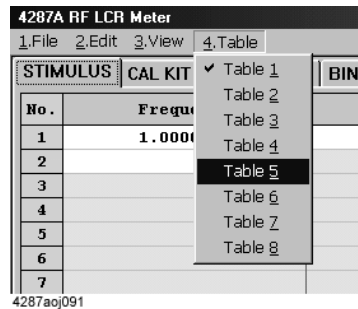 4287A RF LCR Meter
1.File 2.Edit 3.View 4.Table
STIMULUS CAL KIT BIN
✔ Table 1
Table 2
Table 3
Table 4
Table 5
Table 6
Table 7
Table 8
No. Freque
1 1.0000
2
3
4
5
6
7
4287aoj091